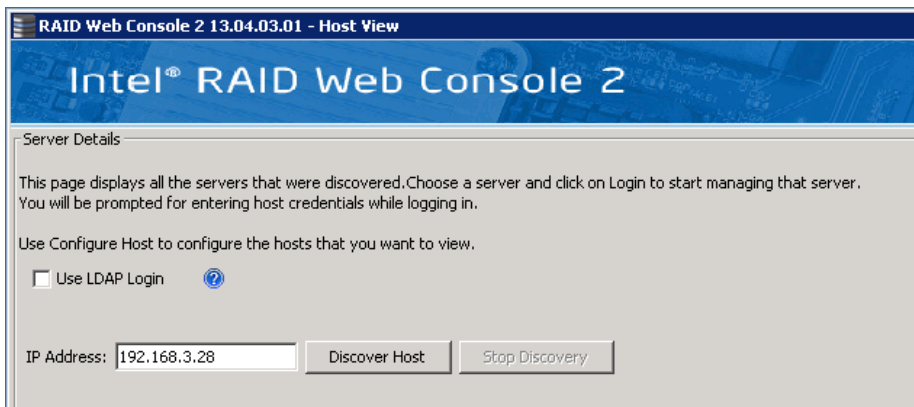 RAID Web Console 2 13.04.03.01 - Host View
Intel® RAID Web Console 2
Server Details
This page displays all the servers that were discovered.Choose a server and click on Login to start managing that server.
You will be prompted for entering host credentials while logging in.
Use Configure Host to configure the hosts that you want to view.
Use LDAP Login
IP Address: 192.168.3.28 Discover Host Stop Discovery